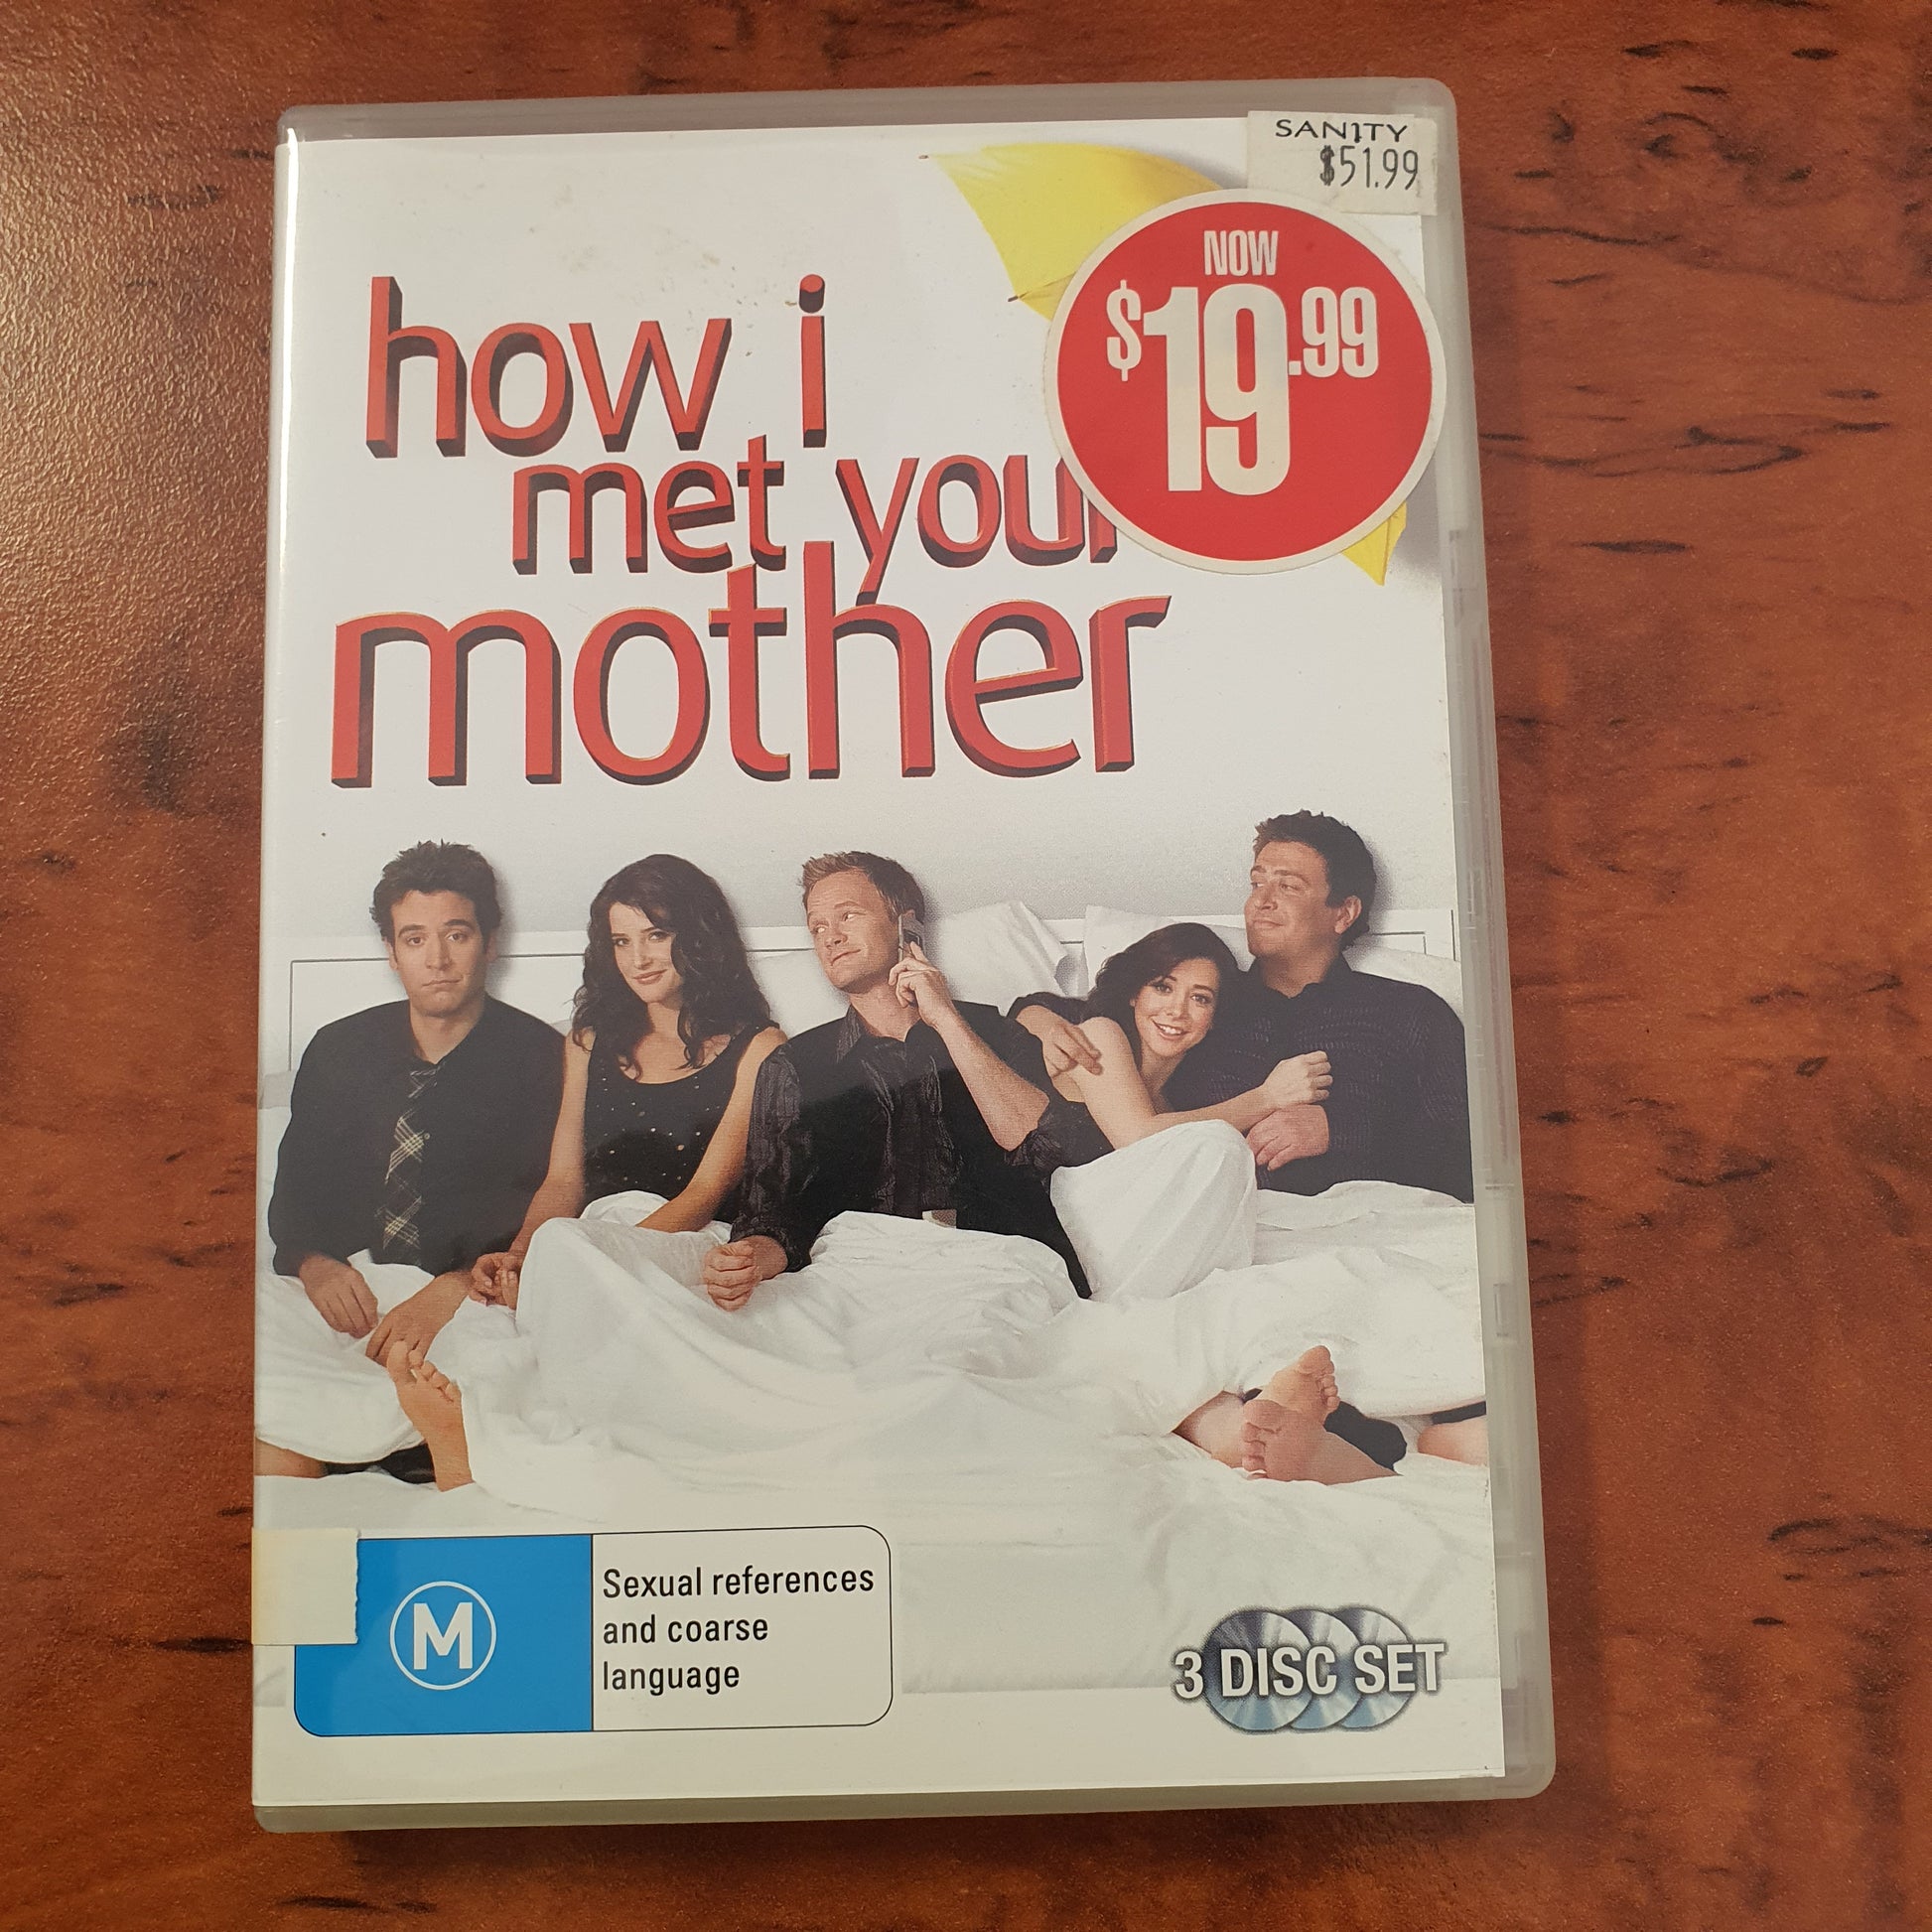 SANITY
$51.99
NOW
$19.99
how i
met your
mother
M
Sexual references
and coarse
language
3 DISC SET